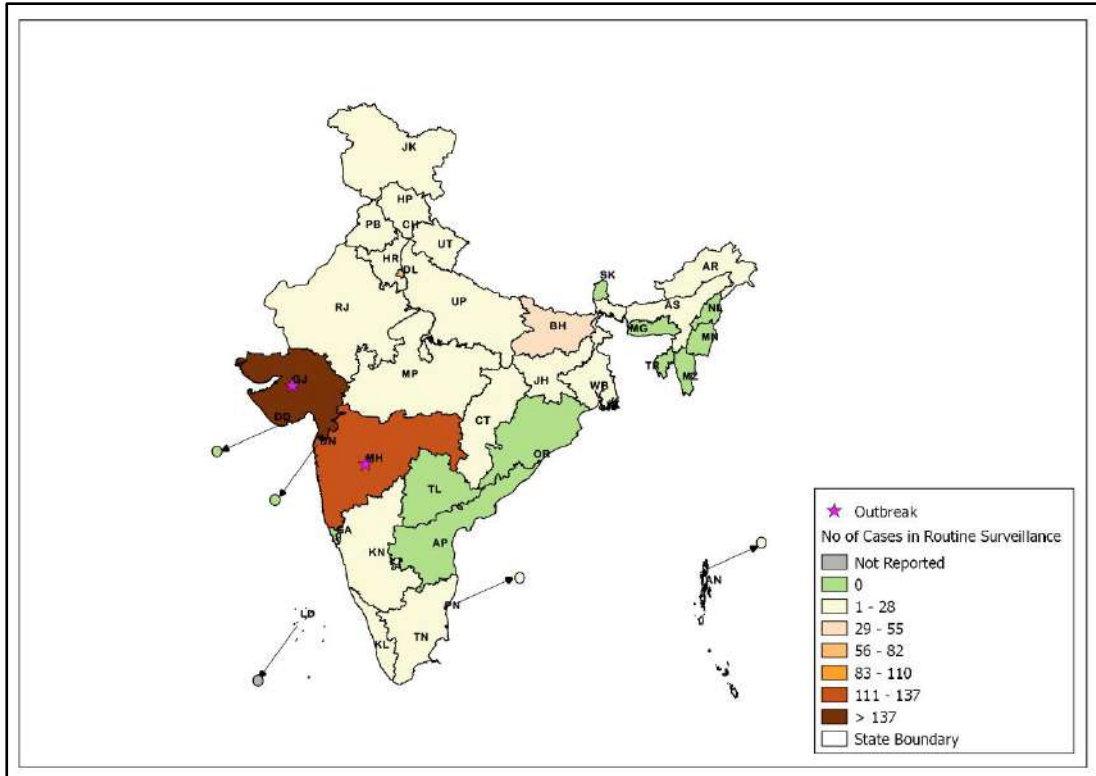 JK
HP
PB
CH
UT
HR
DL
RJ
UP
SK
AR
AS
NL
BH
MG
MN
TR
MZ
GJ
MP
JH
WB
DD
CT
DN
MH
OR
TL
GA
AP
KN
AN
PN
LD
KL
TN
Outbreak
No of Cases in Routine Surveillance
Not Reported
0
1 - 28
29 - 55
56 - 82
83 - 110
111 - 137
> 137
State Boundary